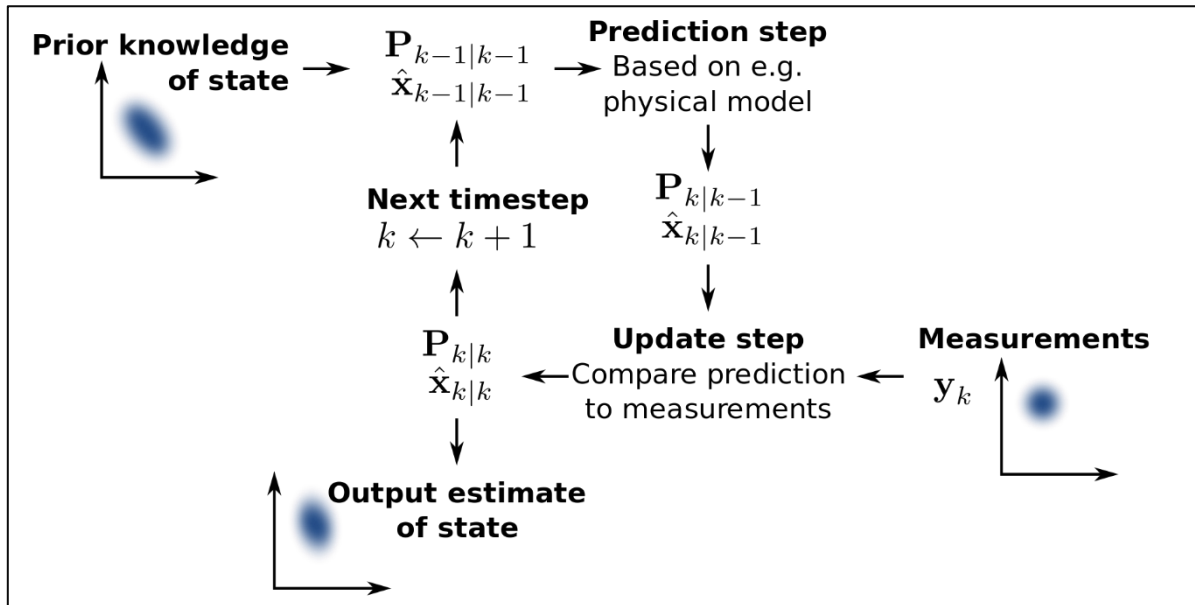 Prior knowledge
of state
P_{k−1|k−1}
x̂_{k−1|k−1}
Prediction step
Based on e.g.
physical model
P_{k|k−1}
x̂_{k|k−1}
Next timestep
k ← k + 1
P_{k|k}
x̂_{k|k}
Update step
Compare prediction
to measurements
Measurements
y_k
Output estimate
of state